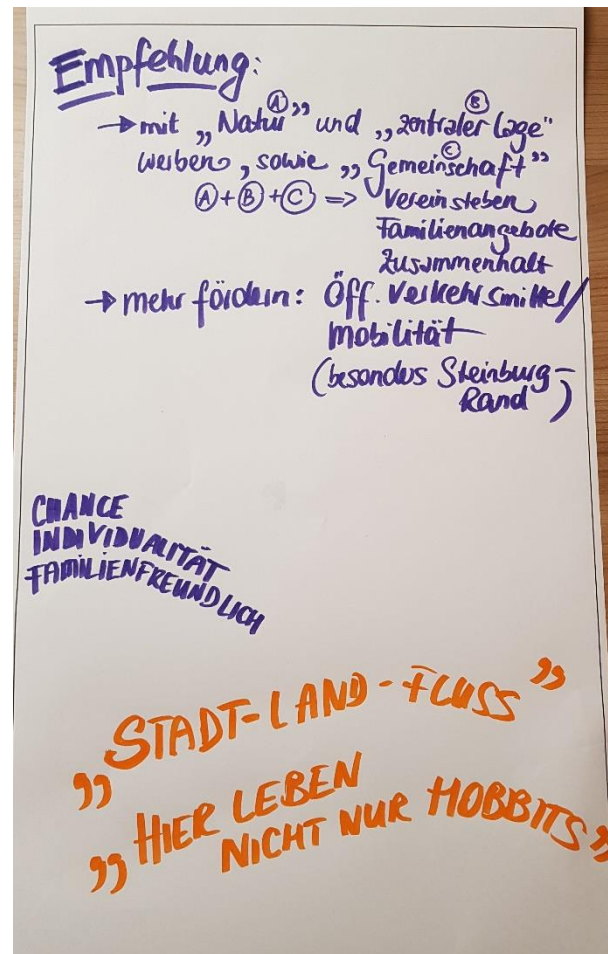 Empfehlung:
Ⓐ Ⓑ
→ mit „Natur" und „zentraler Lage"
Ⓒ
werben, sowie „Gemeinschaft"
Ⓐ+Ⓑ+Ⓒ => Vereinsleben
Familienangebote
Zusammenhalt
→ mehr fördern: Öff. Verkehrsmittel/
Mobilität
(besonders Steinburg-
Rand)
CHANCE
INDIVIDUALITÄT
FAMILIENFREUNDLICH
„STADT-LAND-FLUSS"
„HIER LEBEN
NICHT NUR HOBBITS"